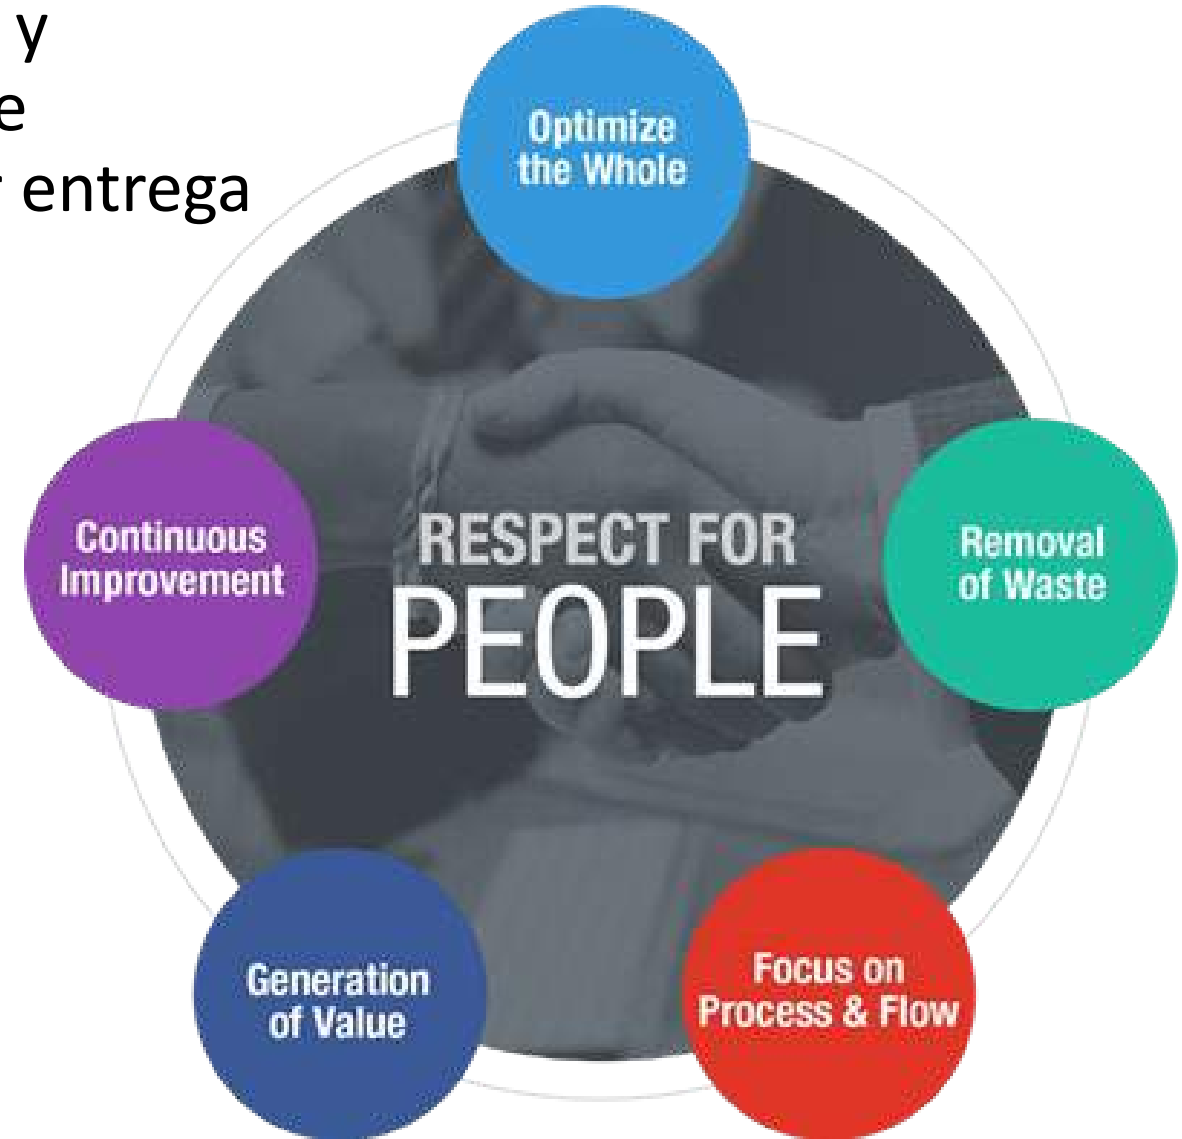 y
e
entrega
Optimize
the Whole
Continuous
Improvement
RESPECT FOR
PEOPLE
Removal
of Waste
Generation
of Value
Focus on
Process & Flow